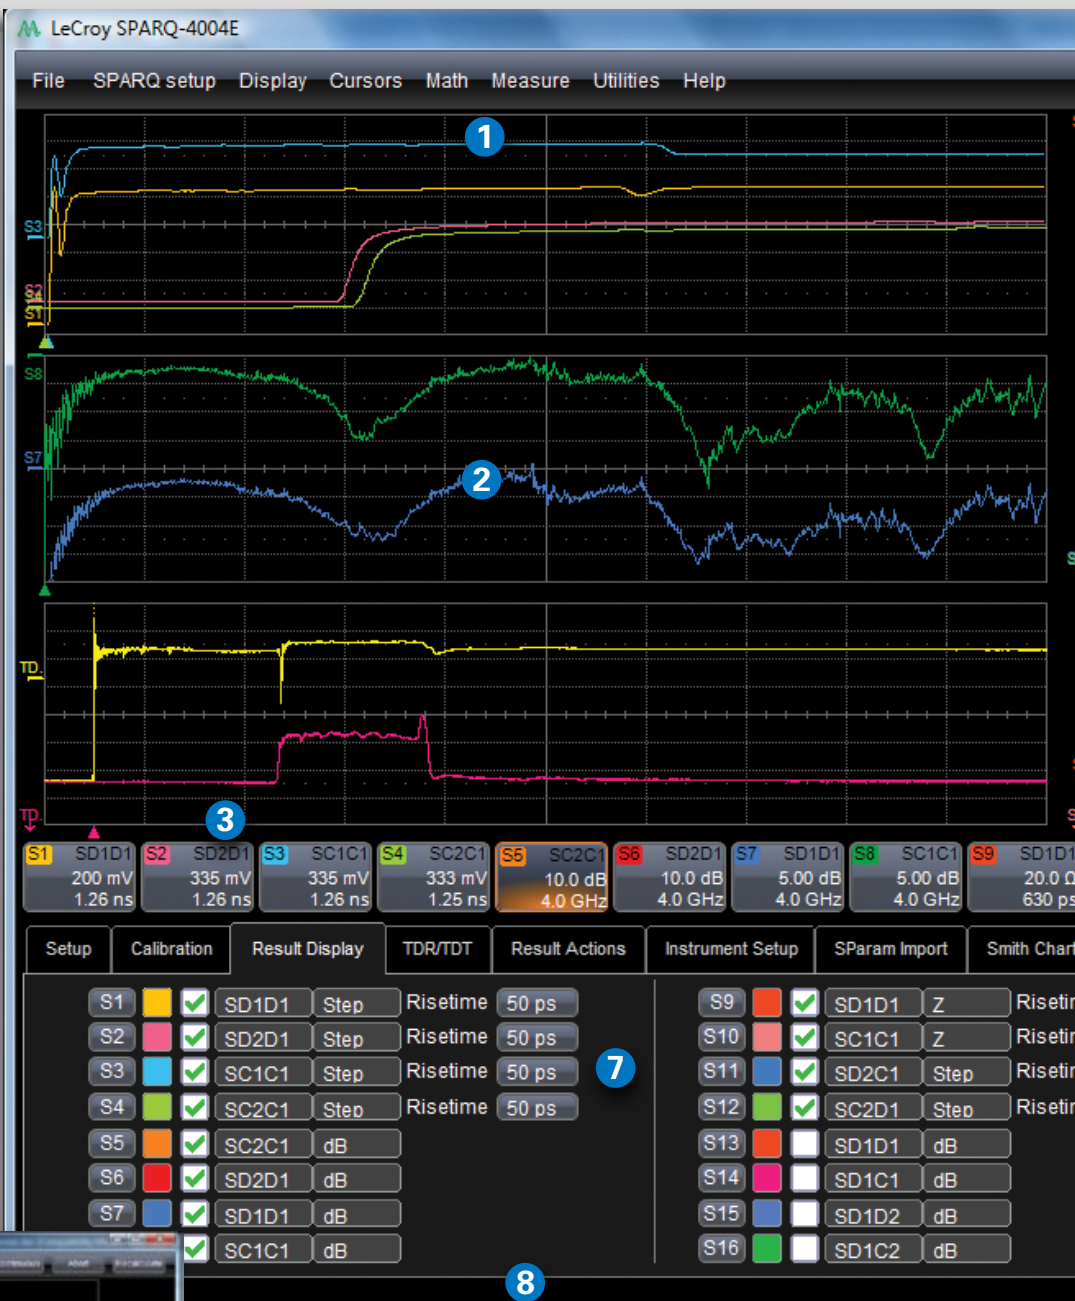 LeCroy SPARQ-4004E
File SPARQ setup Display Cursors Math Measure Utilities Help
1
S3
S2
S1
S8
S7
2
TD.
TD.
3
S1 SD1D1 S2 SD2D1 S3 SC1C1 S4 SC2C1 S5 SC2C1 S6 SD2D1 S7 SD1D1 S8 SC1C1 S9 SD1D1
200 mV 335 mV 335 mV 333 mV 10.0 dB 10.0 dB 5.00 dB 5.00 dB 20.0 Ω
1.26 ns 1.26 ns 1.26 ns 1.25 ns 4.0 GHz 4.0 GHz 4.0 GHz 4.0 GHz 630 ps
Setup Calibration Result Display TDR/TDT Result Actions Instrument Setup SParam Import Smith Chart
S1 SD1D1 Step Risetime 50 ps S9 SD1D1 Z Risetim
S2 SD2D1 Step Risetime 50 ps S10 SC1C1 Z Risetim
S3 SC1C1 Step Risetime 50 ps 7 S11 SD2C1 Step Risetim
S4 SC2C1 Step Risetime 50 ps S12 SC2D1 Step Risetim
S5 SC2C1 dB S13 SD1D1 dB
S6 SD2D1 dB S14 SD1C1 dB
S7 SD1D1 dB S15 SD1D2 dB
SC1C1 dB S16 SD1C2 dB
Abort
8